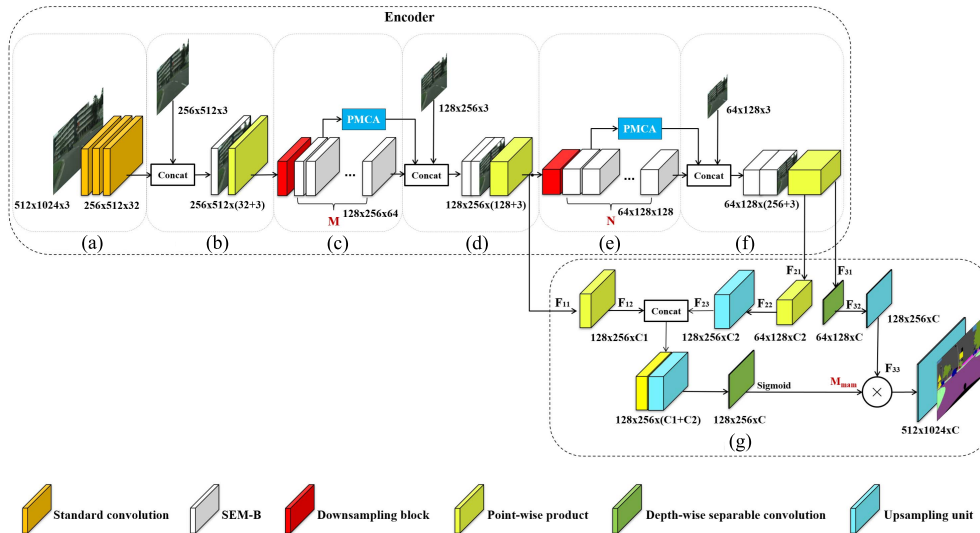 Encoder
512x1024x3
256x512x32
(a)
256x512x3
Concat
256x512x(32+3)
(b)
PMCA
...
M
128x256x64
(c)
128x256x3
Concat
128x256x(128+3)
(d)
PMCA
...
N
64x128x128
(e)
64x128x3
Concat
64x128x(256+3)
(f)
F11
128x256xC1
F12
Concat
F23
128x256xC2
F22
F21
64x128xC2
F31
F32
64x128xC
128x256xC
F33
128x256x(C1+C2)
Sigmoid
128x256xC
Mmam
×
512x1024xC
(g)
Standard convolution
SEM-B
Downsampling block
Point-wise product
Depth-wise separable convolution
Upsampling unit